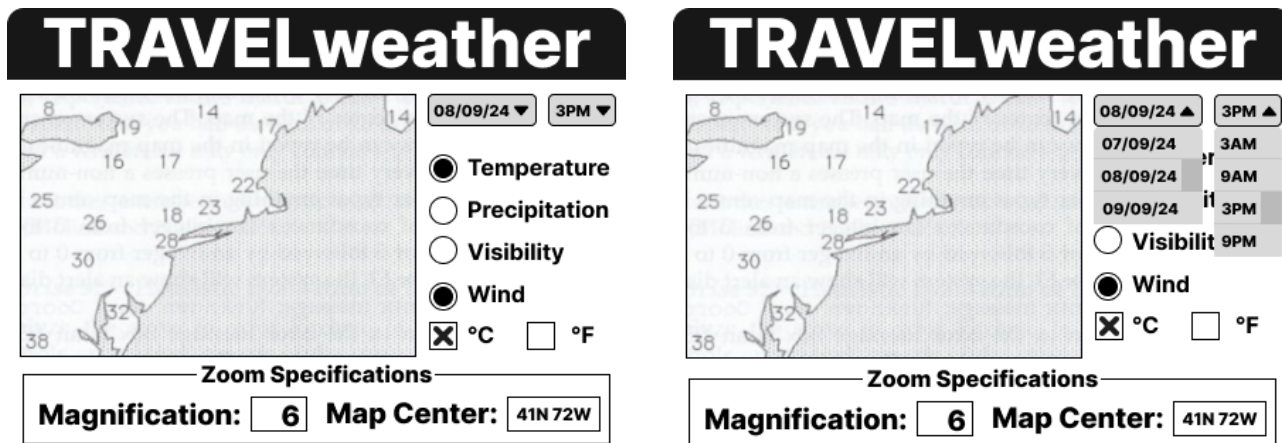 TRAVELweather
8 14 14
19 17
16 17
22
25 23
18
26
28
30
32
38
08/09/24 ▼ 3PM ▼
Temperature
Precipitation
Visibility
Wind
°C °F
Zoom Specifications
Magnification: 6 Map Center: 41N 72W
TRAVELweather
8 14 14
19 17
16 17
22
25 23
18
26
28
30
32
38
08/09/24 ▲ 3PM ▲
07/09/24 3AM
08/09/24 9AM
09/09/24 3PM
9PM
Wind
°C °F
Zoom Specifications
Magnification: 6 Map Center: 41N 72W